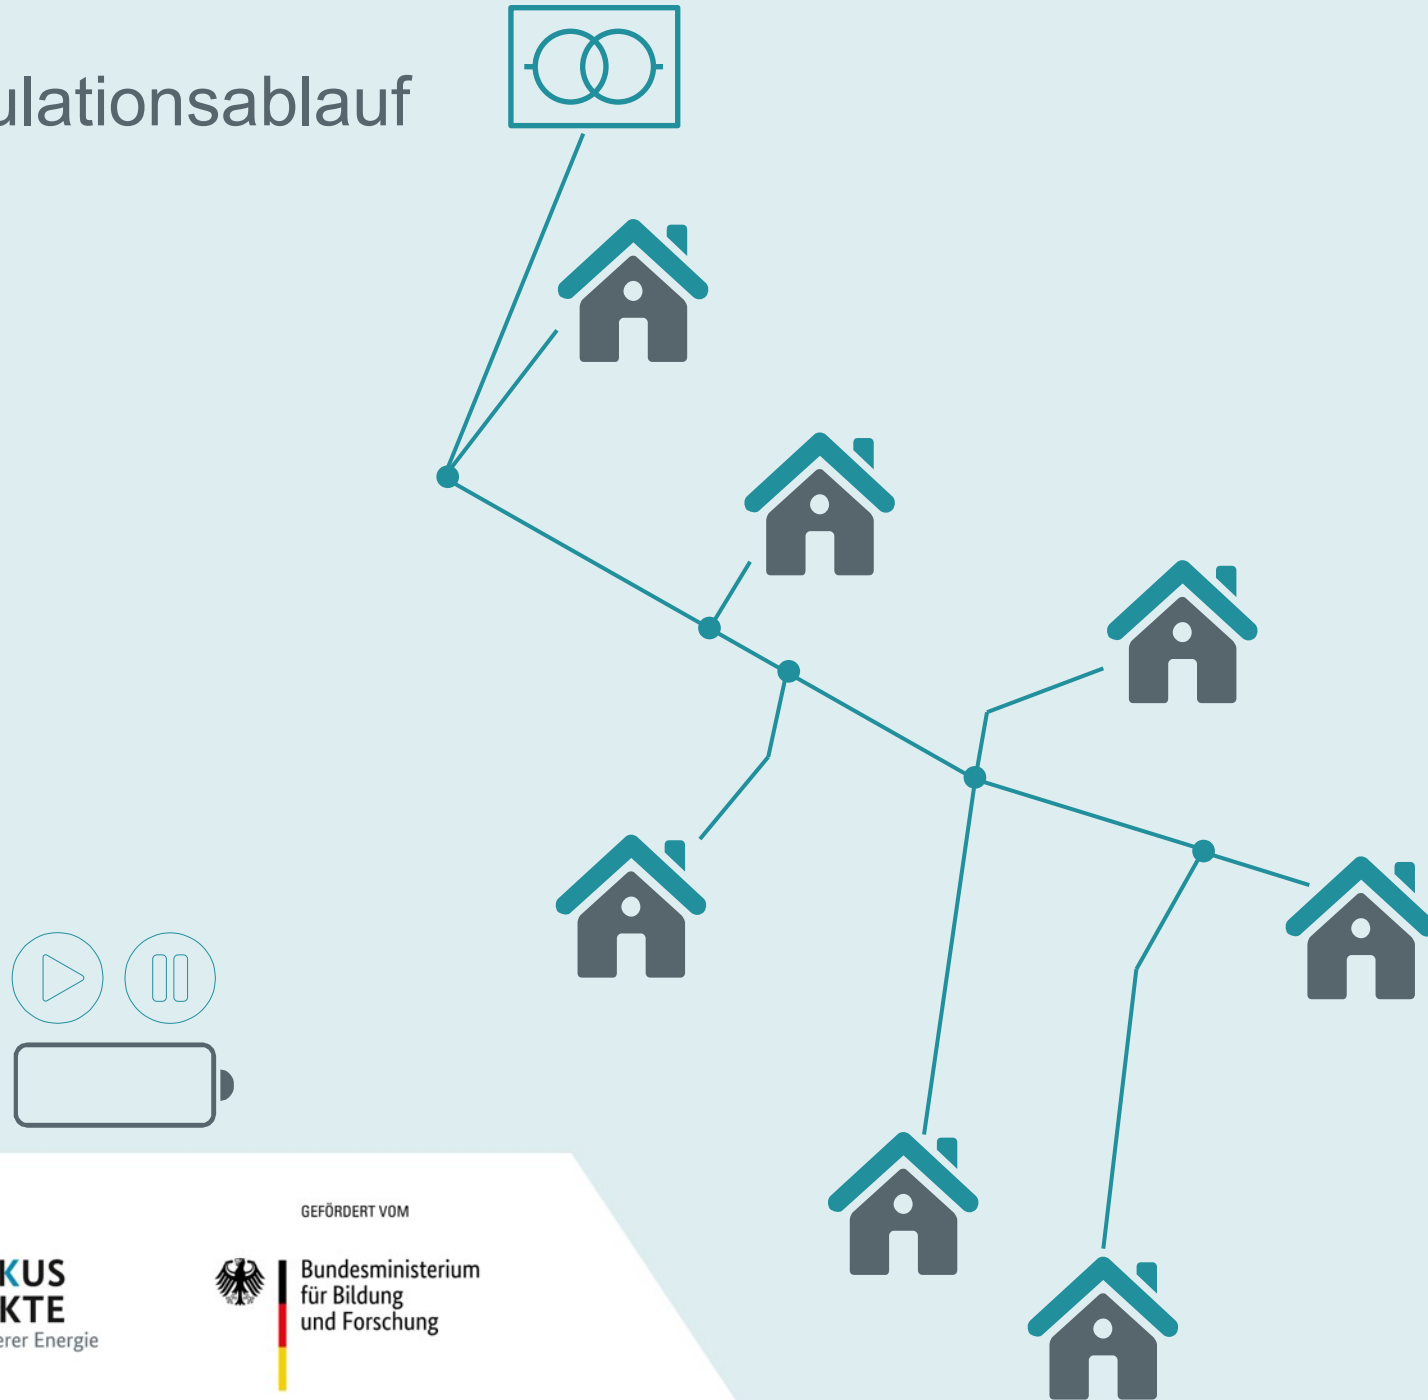 ulationsablauf
GEFÖRDERT VOM
KUS
KTE
erer Energie
Bundesministerium
für Bildung
und Forschung